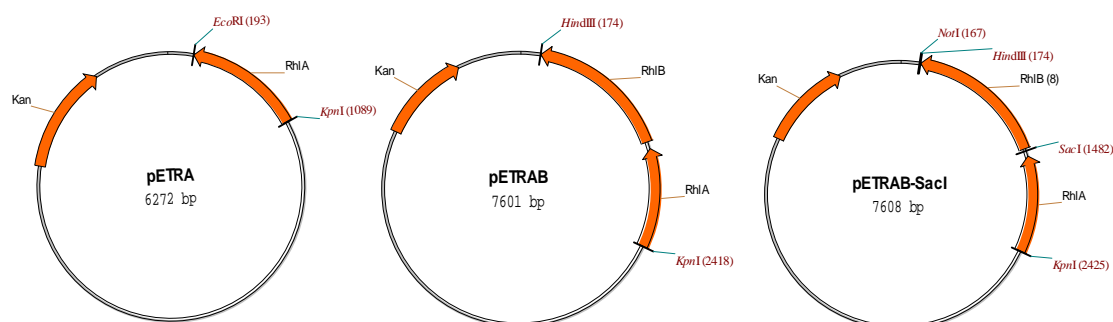 EcoRI (193)
RhlA
Kan
KpnI (1089)
pETRA
6272 bp
HindIII (174)
Kan
RhlB
pETRAB
7601 bp
RhlA
KpnI (2418)
NotI (167)
HindIII (174)
Kan
RhlB (8)
SacI (1482)
pETRAB-SacI
7608 bp
RhlA
KpnI (2425)